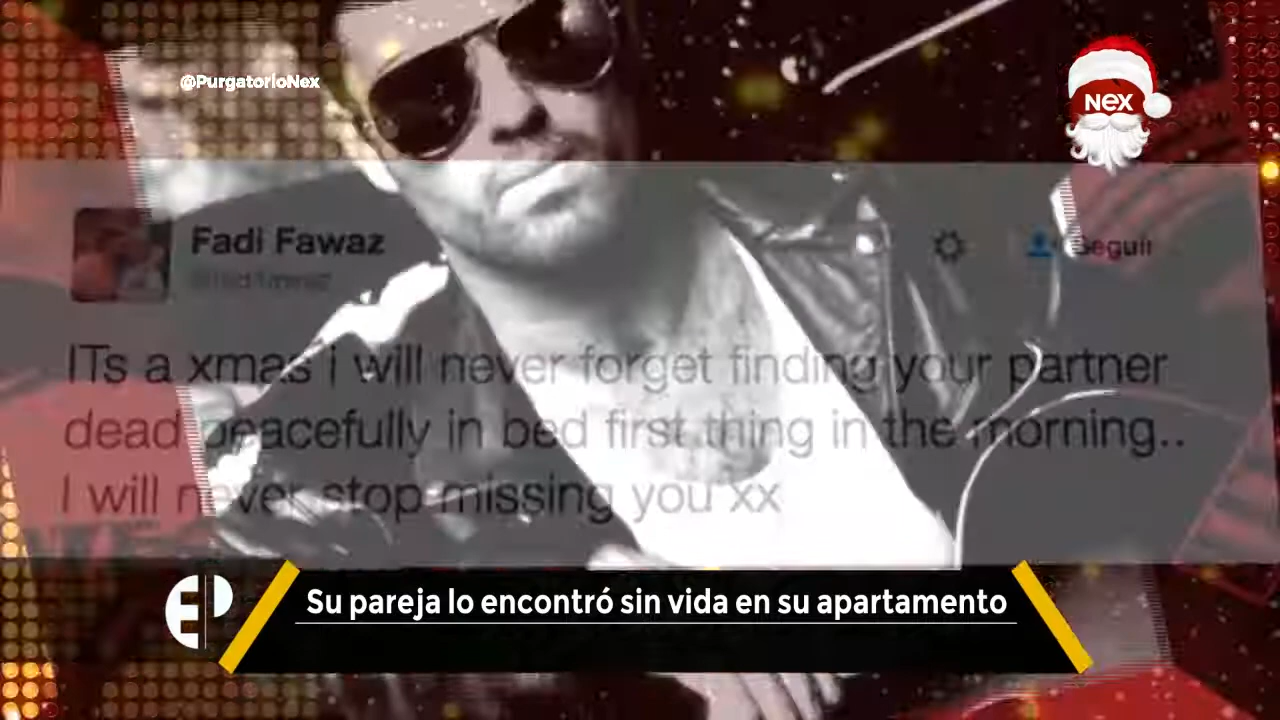 @PurgatorioNex
NEX
Fadi Fawaz
Seguir
ITs a xmas i will never forget finding your partner
dead peacefully in bed first thing in the morning..
I will never stop missing you xx
EP
Su pareja lo encontró sin vida en su apartamento